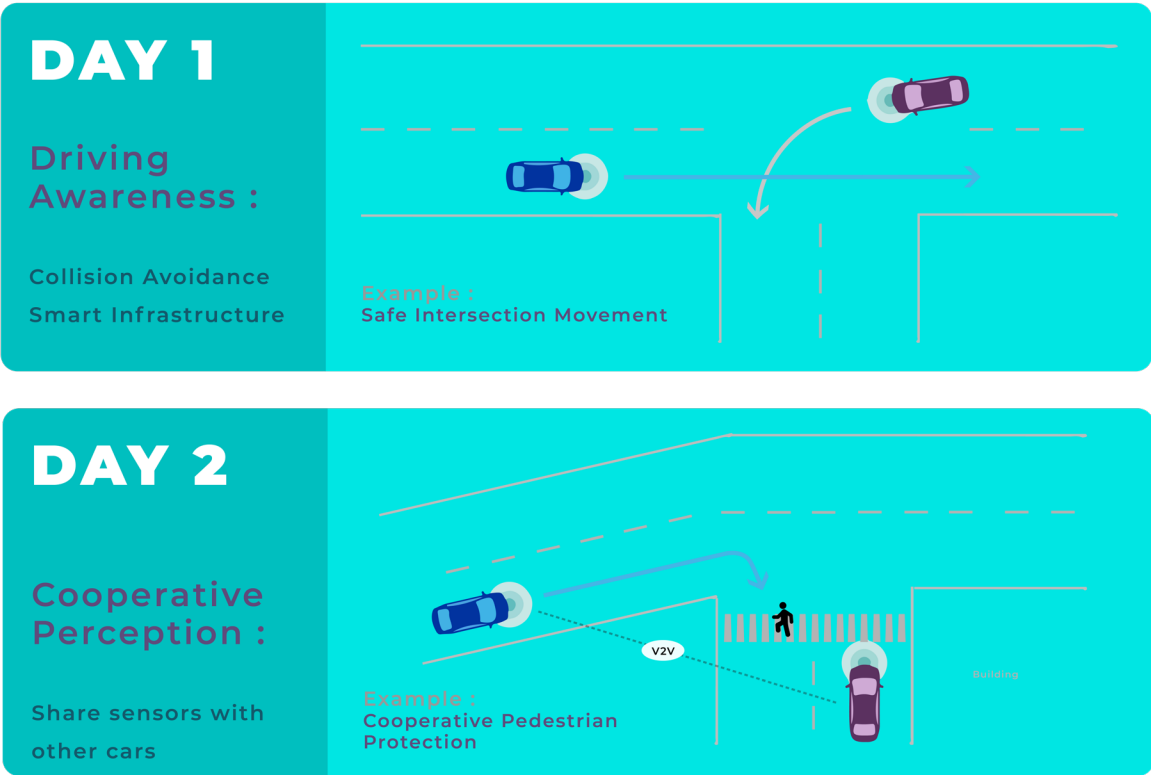 DAY 1
Driving
Awareness :
Collision Avoidance
Smart Infrastructure
Example :
Safe Intersection Movement
DAY 2
Cooperative
Perception :
Share sensors with
other cars
V2V
Building
Example :
Cooperative Pedestrian
Protection